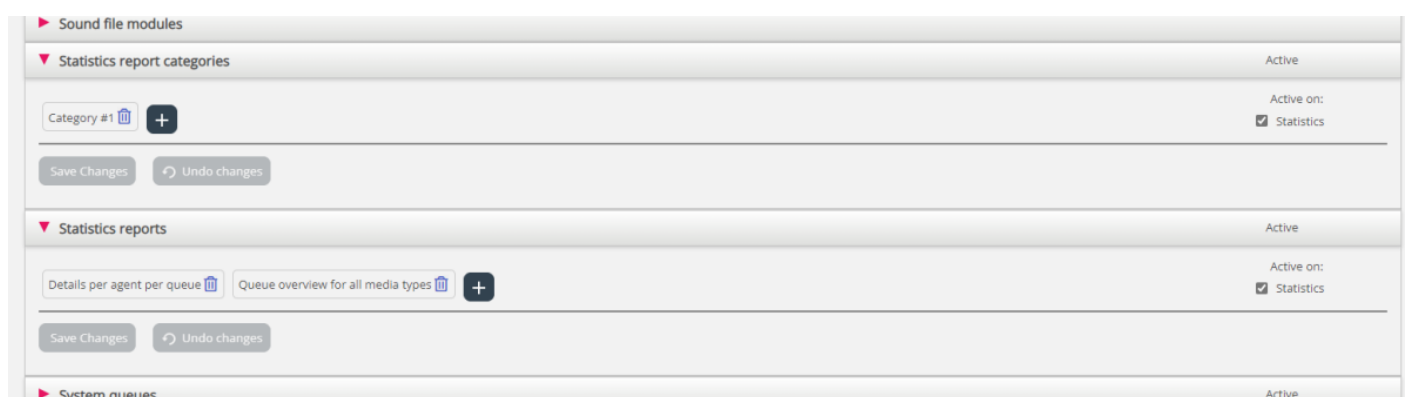 Sound file modules
Statistics report categories Active
Active on:
Category #1 +
Statistics
Save Changes Undo changes
Statistics reports Active
Active on:
Details per agent per queue Queue overview for all media types +
Statistics
Save Changes Undo changes
System queues Active